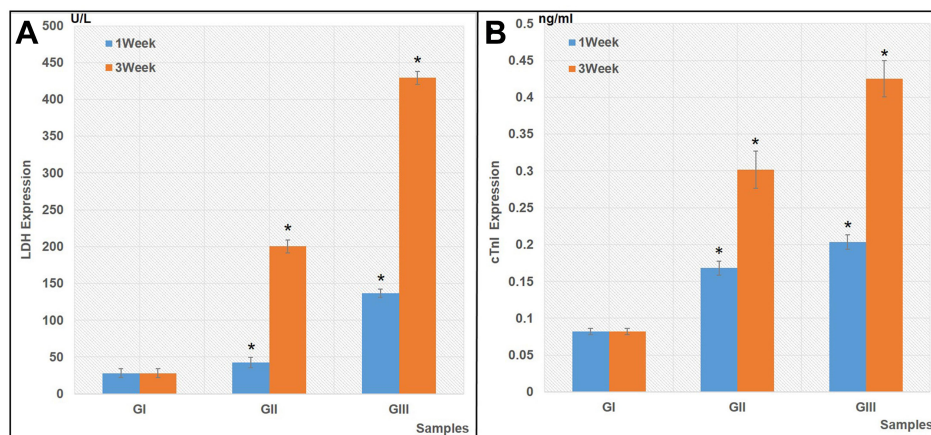 A
U/L
1Week
3Week
LDH Expression
500
450
400
350
300
250
200
150
100
50
0
*
*
*
*
GI
GII
GIII
Samples
B
ng/ml
1Week
3Week
cTnI Expression
0.5
0.45
0.4
0.35
0.3
0.25
0.2
0.15
0.1
0.05
0
*
*
*
*
GI
GII
GIII
Samples